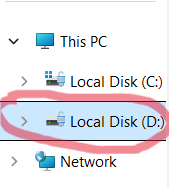 This PC
Local Disk (C:)
Local Disk (D:)
Network